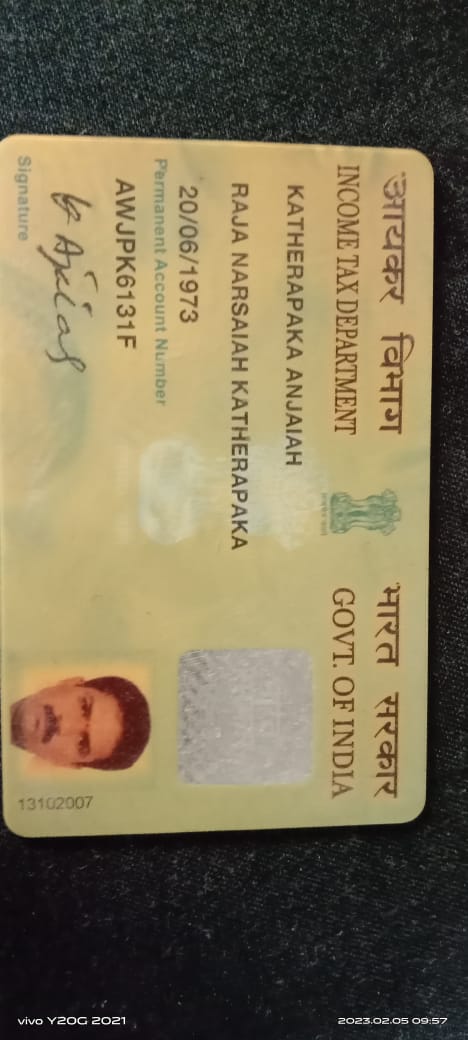 आयकर विभाग
INCOME TAX DEPARTMENT
भारत सरकार
GOVT. OF INDIA
KATHERAPAKA ANJAIAH
RAJA NARSAIAH KATHERAPAKA
20/06/1973
Permanent Account Number
AWJPK6131F
Signature
13102007
vivo Y20G 2021
2023.02.05 09:57